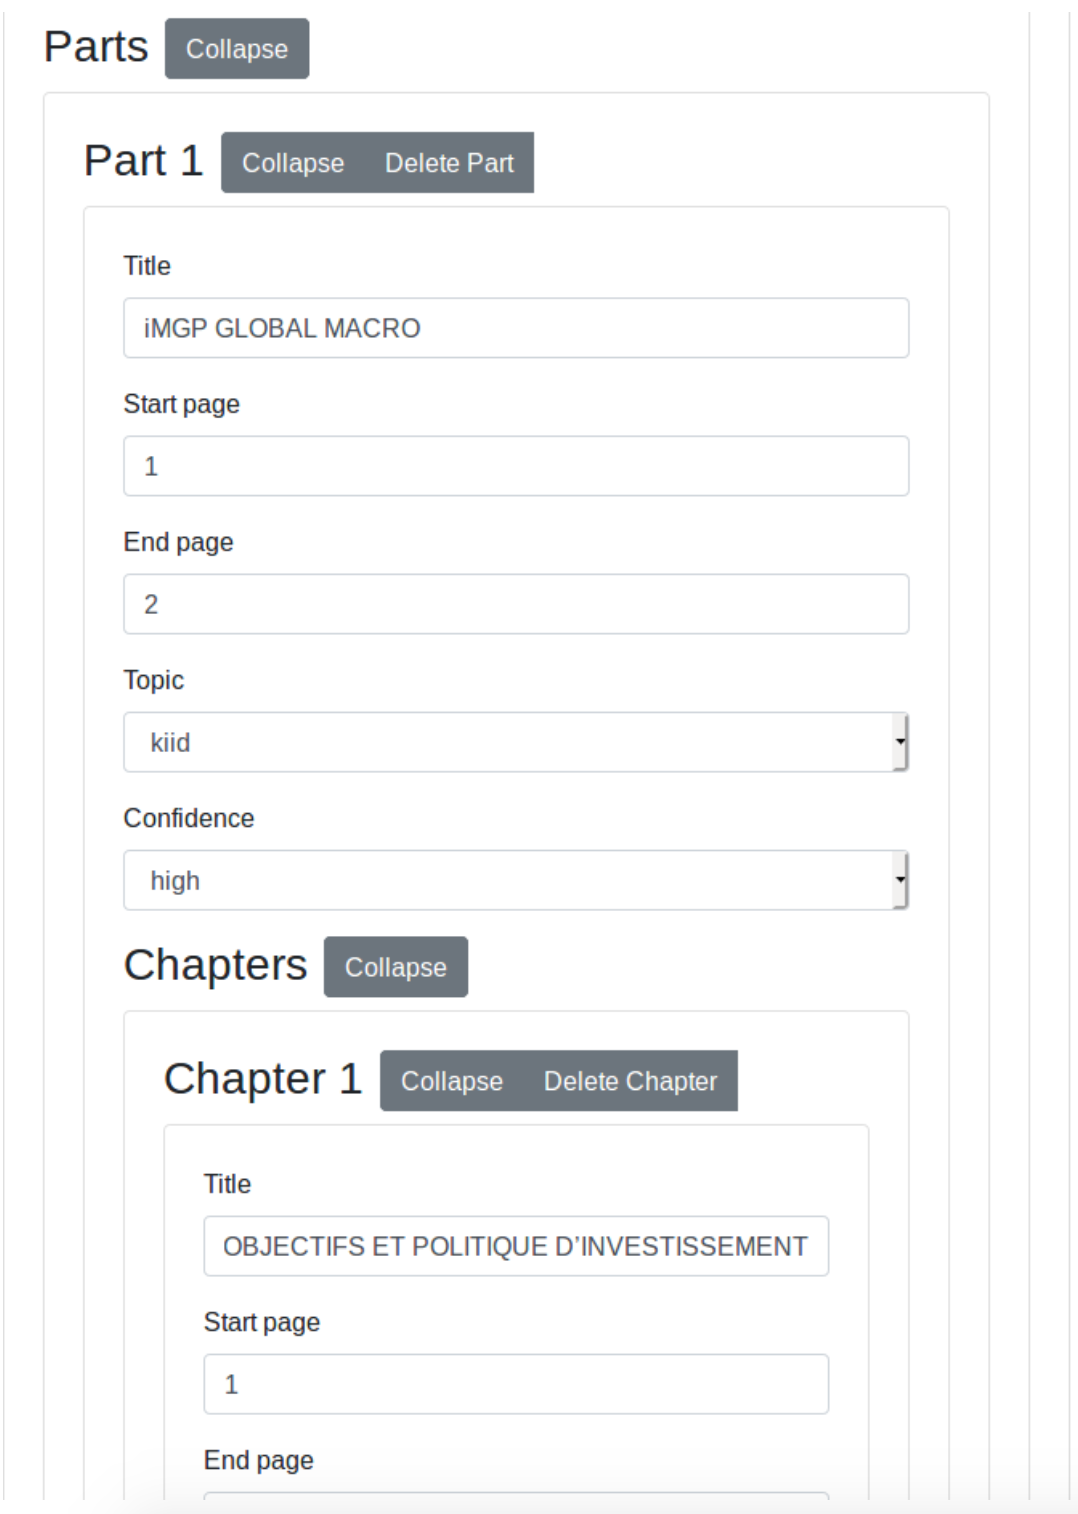 Parts Collapse
Part 1 Collapse Delete Part
Title
iMGP GLOBAL MACRO
Start page
1
End page
2
Topic
kiid
Confidence
high
Chapters Collapse
Chapter 1 Collapse Delete Chapter
Title
OBJECTIFS ET POLITIQUE D’INVESTISSEMENT
Start page
1
End page